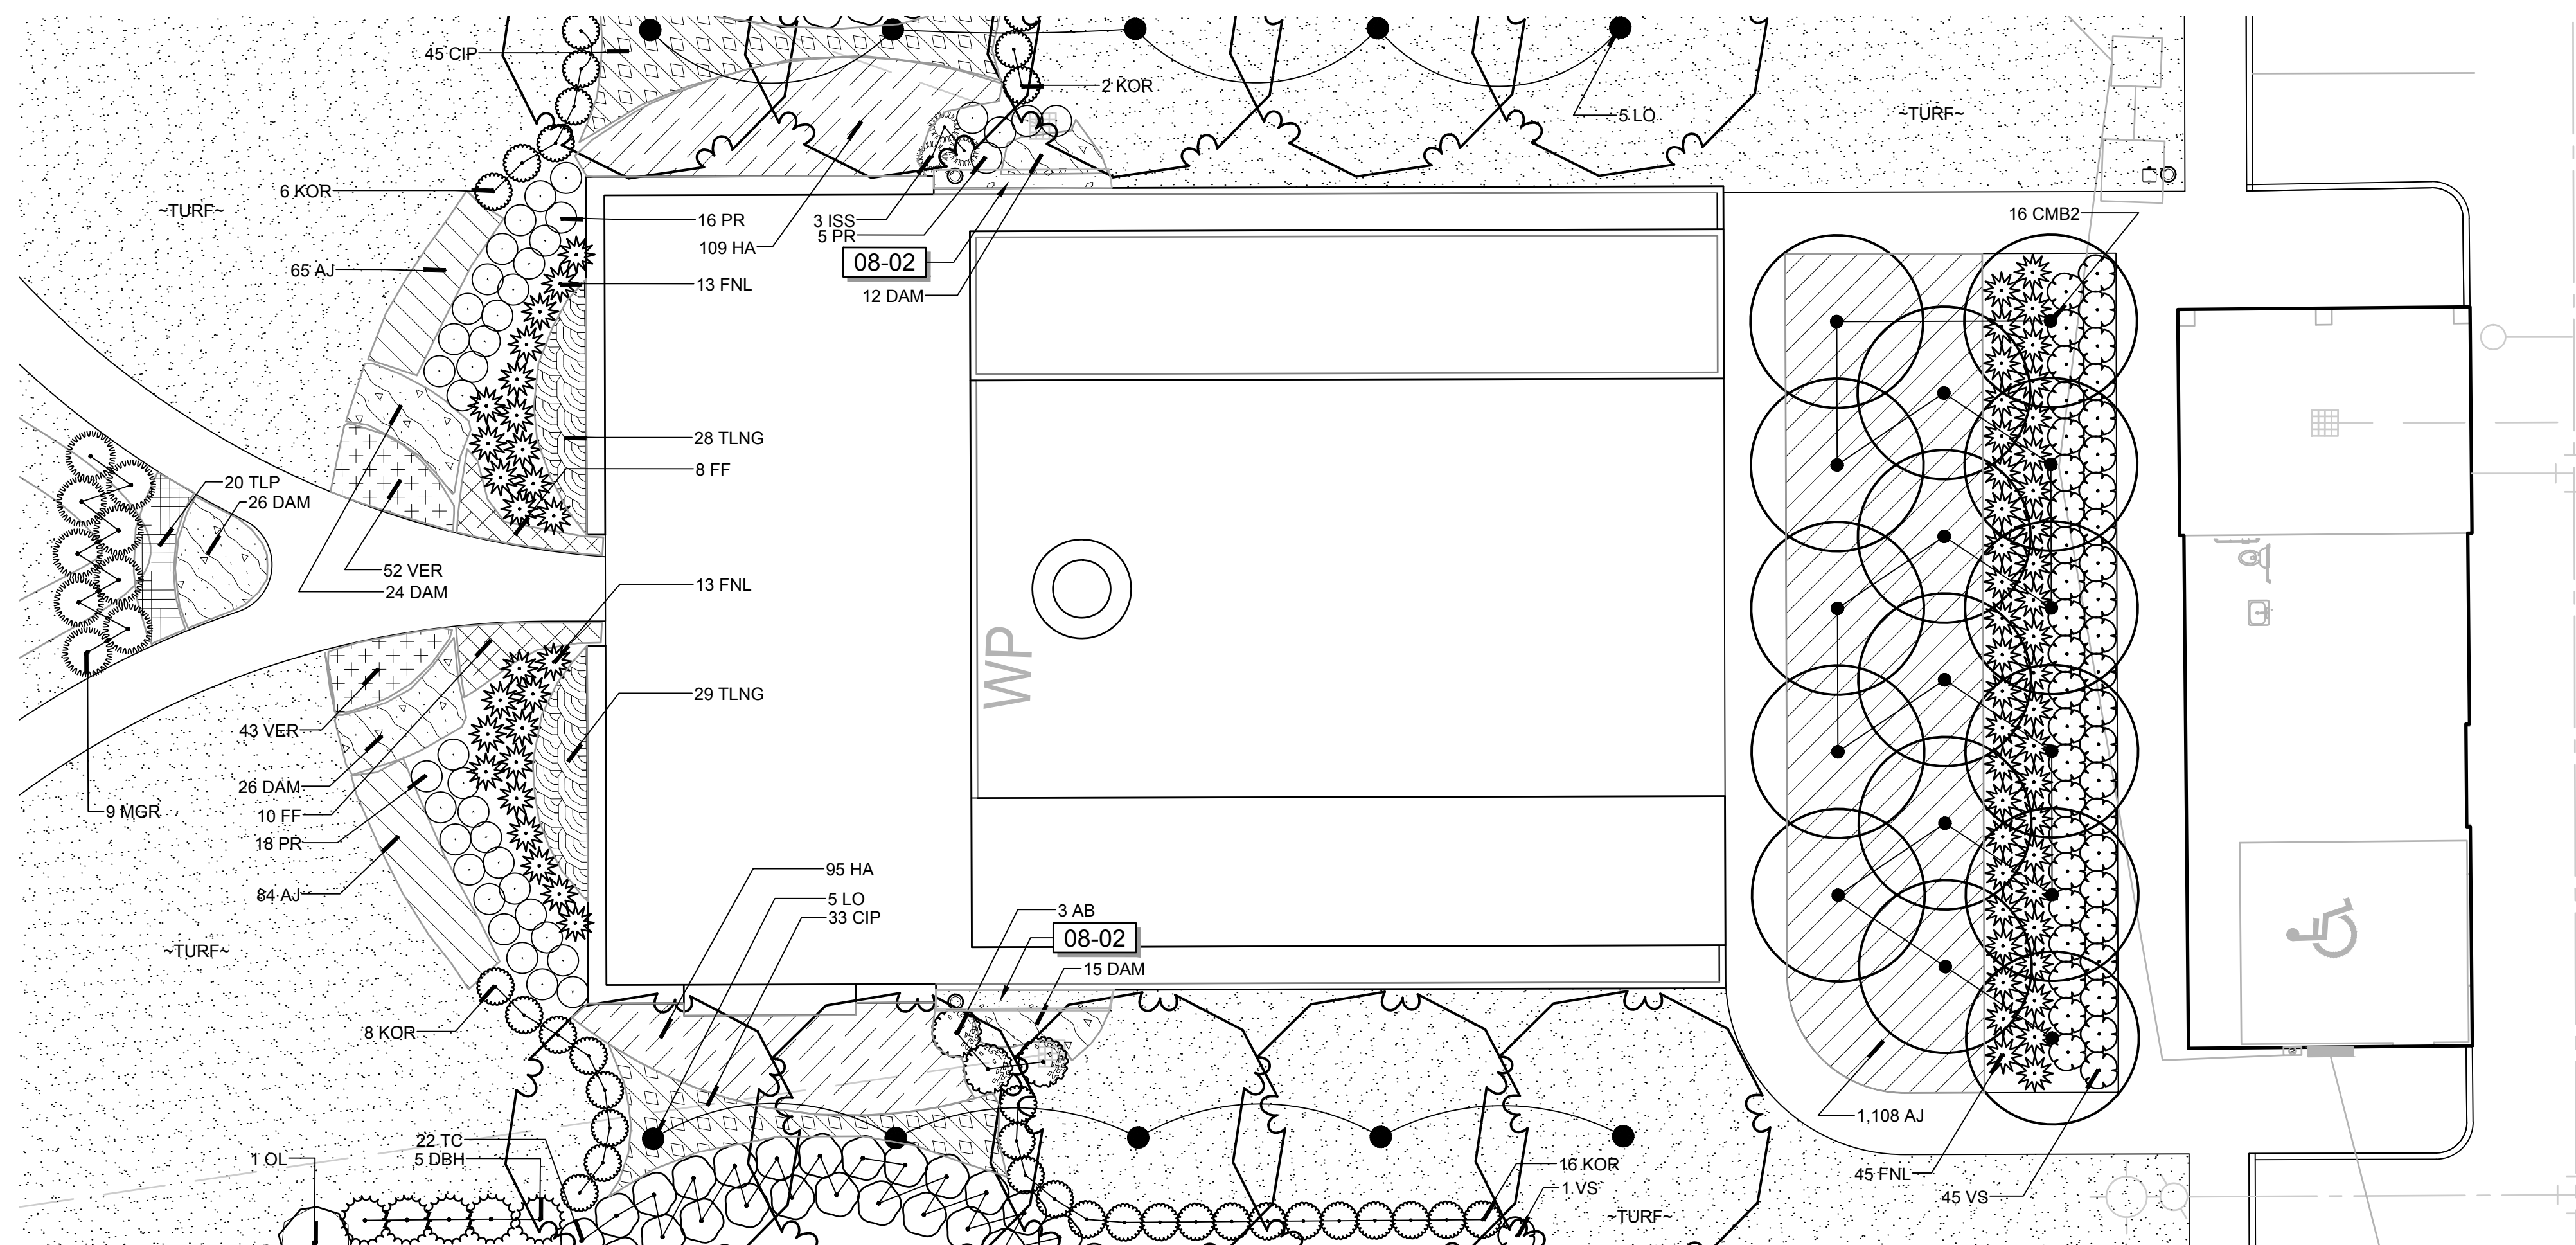 45 CIP
2 KOR
5 LO
~TURF~
6 KOR
~TURF~
16 PR
3 ISS
5 PR
109 HA
16 CMB2
08-02
65 AJ
13 FNL
12 DAM
28 TLNG
8 FF
20 TLP
26 DAM
52 VER
24 DAM
13 FNL
WP
29 TLNG
43 VER
26 DAM
9 MGR
10 FF
18 PR
84 AJ
95 HA
5 LO
33 CIP
3 AB
08-02
~TURF~
15 DAM
8 KOR
1,108 AJ
22 TC
5 DBH
1 OL
16 KOR
1 VS
45 FNL
45 VS
~TURF~